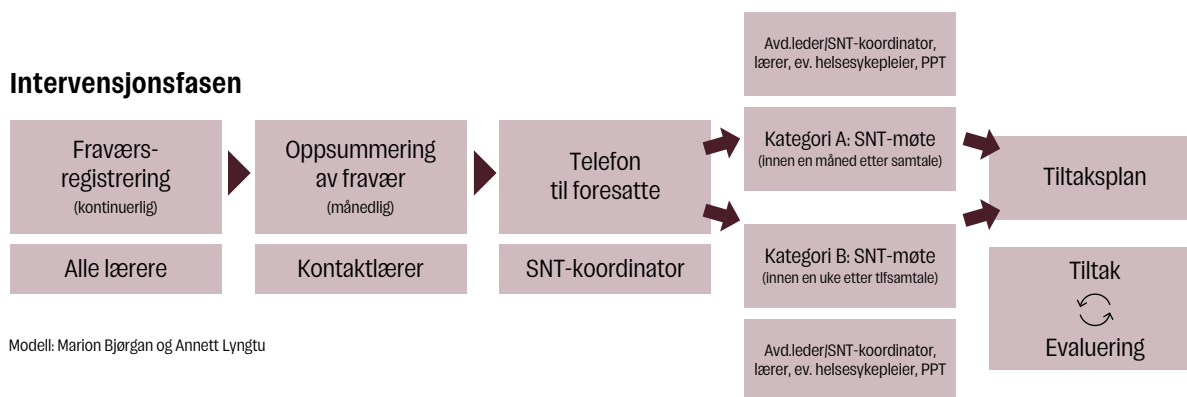 Intervensjonsfasen
Fraværs-
registrering
(kontinuerlig)
Alle lærere
Oppsummering
av fravær
(månedlig)
Kontaktlærer
Telefon
til foresatte
SNT-koordinator
Avd.leder/SNT-koordinator,
lærer, ev. helsesykepleier, PPT
Kategori A: SNT-møte
(innen en måned etter samtale)
Kategori B: SNT-møte
(innen en uke etter tlfsamtale)
Avd.leder/SNT-koordinator,
lærer, ev. helsesykepleier, PPT
Tiltaksplan
Tiltak
Evaluering
Modell: Marion Bjørgan og Annett Lyngtu